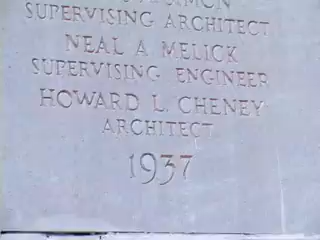 SUPERVISING ARCHITECT
NEAL A MELICK
SUPERVISING ENGINEER
HOWARD L. CHENEY
ARCHITECT
1937